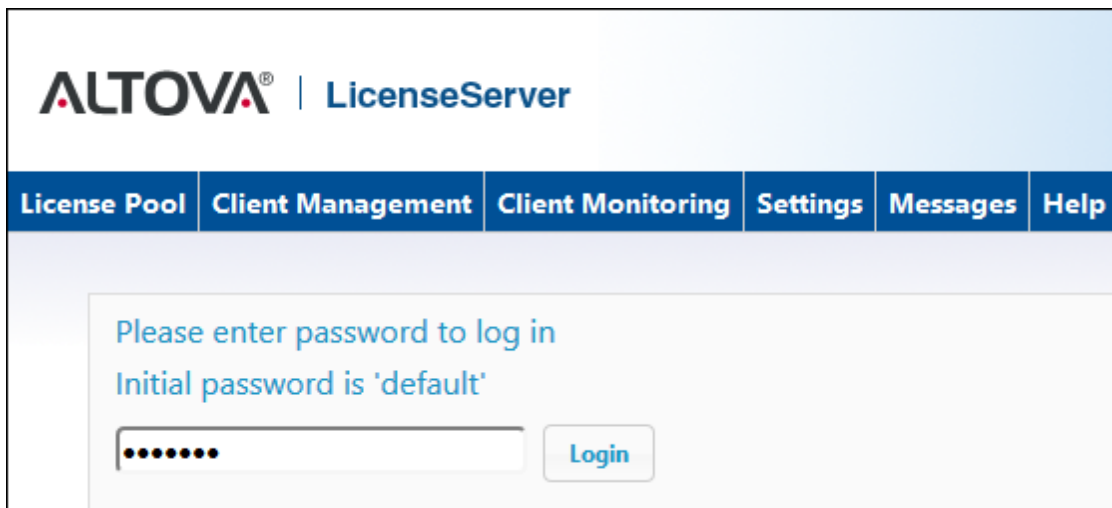 ALTOVA® | LicenseServer
License Pool Client Management Client Monitoring Settings Messages Help
Please enter password to log in
Initial password is 'default'
•••••••
Login